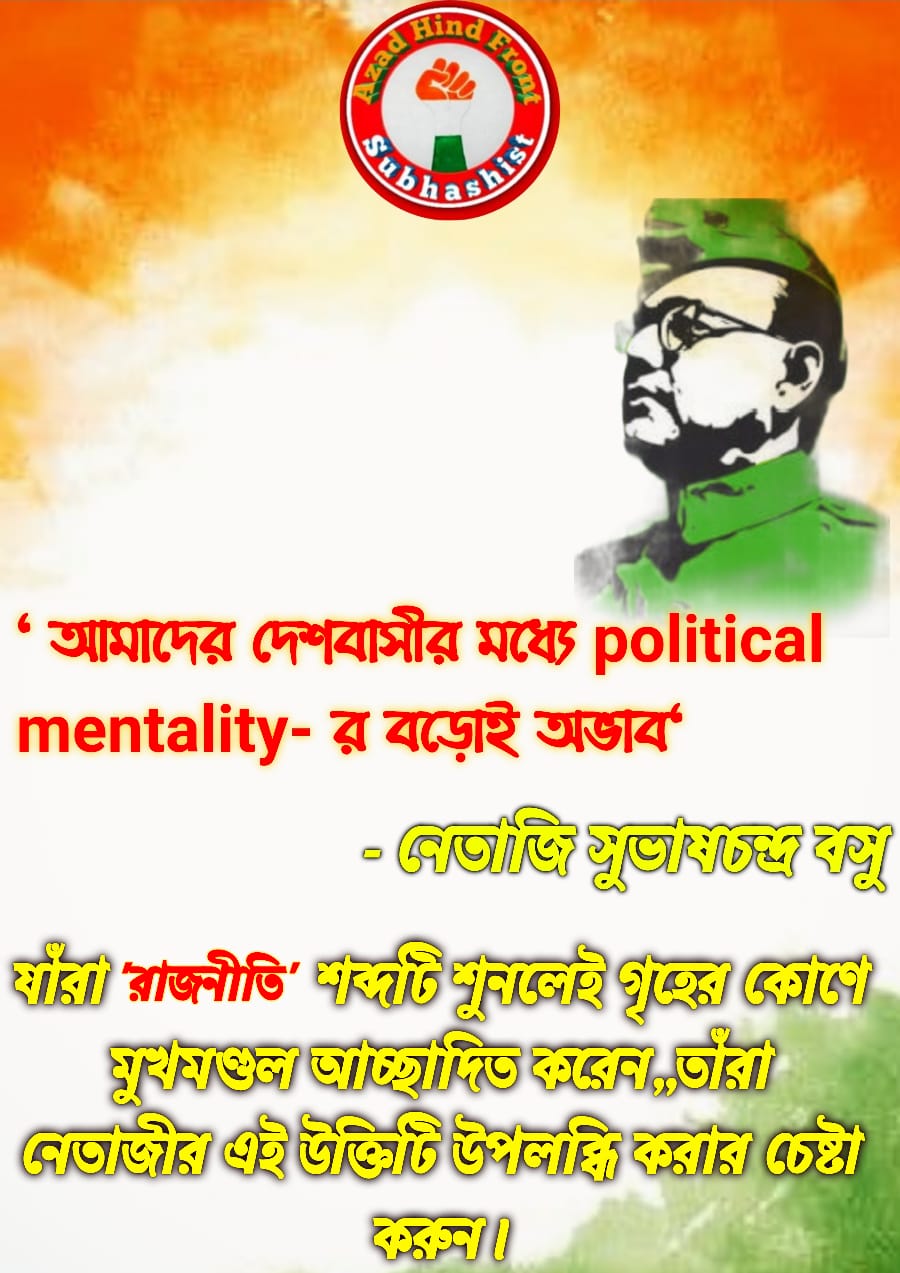 Azad Hind Front
Subhashist
‘ আমাদের দেশবাসীর মধ্যে political
mentality- র বড়োই অভাব‘
- নেতাজি সুভাষচন্দ্র বসু
যাঁরা ’রাজনীতি’ শব্দটি শুনলেই গৃহের কোণে
মুখমণ্ডল আচ্ছাদিত করেন,,তাঁরা
নেতাজীর এই উক্তিটি উপলব্ধি করার চেষ্টা
করুন।